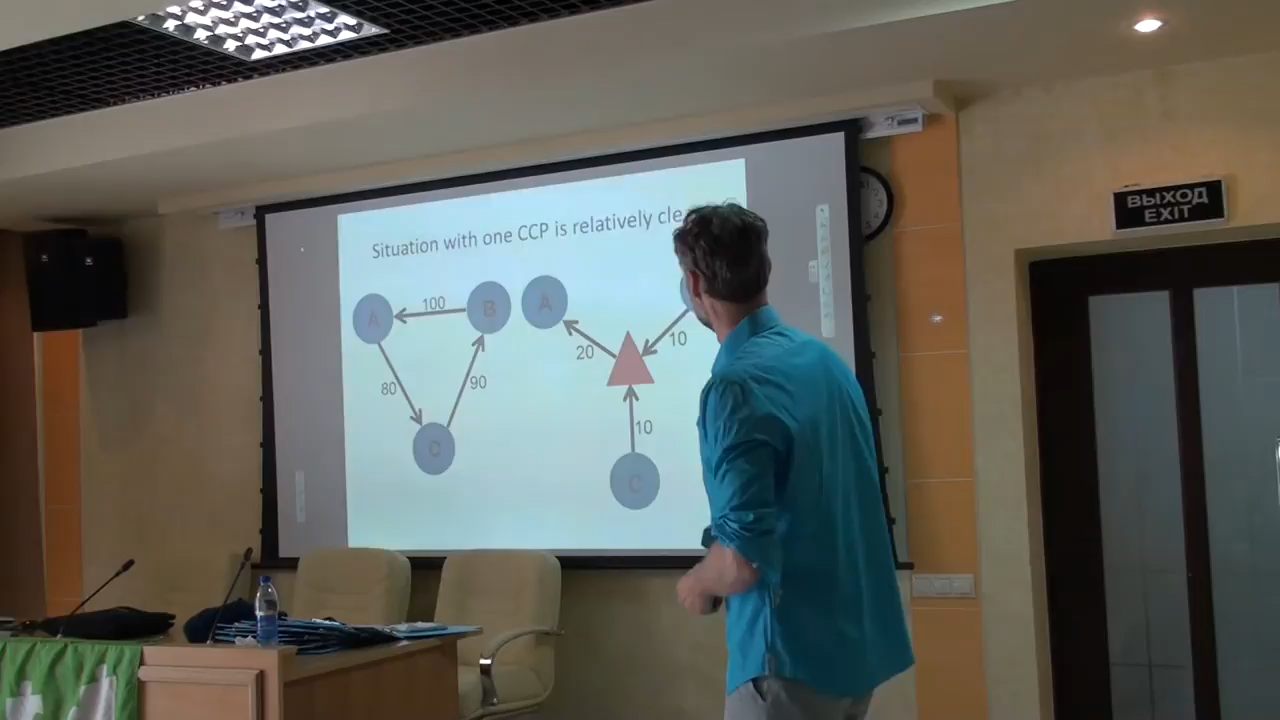 Situation with one CCP is relatively cle
A
100
B
80
90
C
A
20
10
10
C
ВЫХОД
EXIT